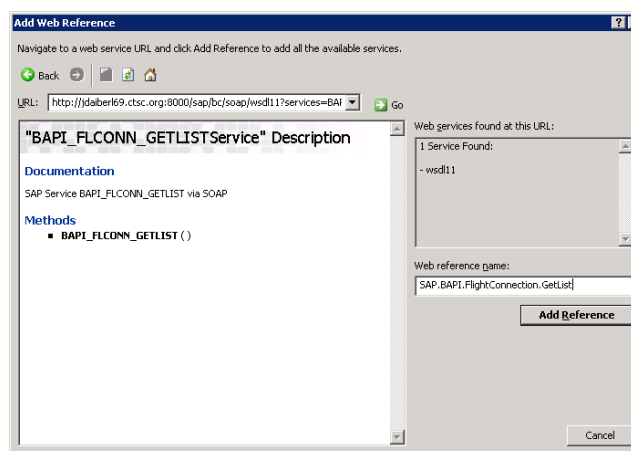 Add Web Reference
Navigate to a web service URL and click Add Reference to add all the available services.
Back
URL: http://jdaiberl69.ctsc.org:8000/sap/bc/soap/wsdl11?services=BAF Go
"BAPI_FLCONN_GETLISTService" Description
Documentation
SAP Service BAPI_FLCONN_GETLIST via SOAP
Methods
▪ BAPI_FLCONN_GETLIST ()
Web services found at this URL:
1 Service Found:
- wsdl11
Web reference name:
SAP.BAPI.FlightConnection.GetList
Add Reference
Cancel